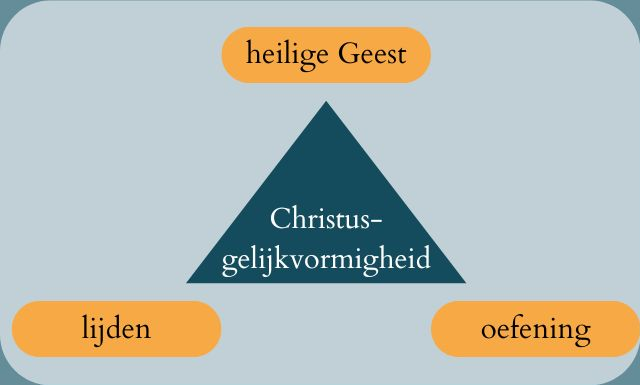 heilige Geest
Christus-
gelijkvormigheid
lijden
oefening